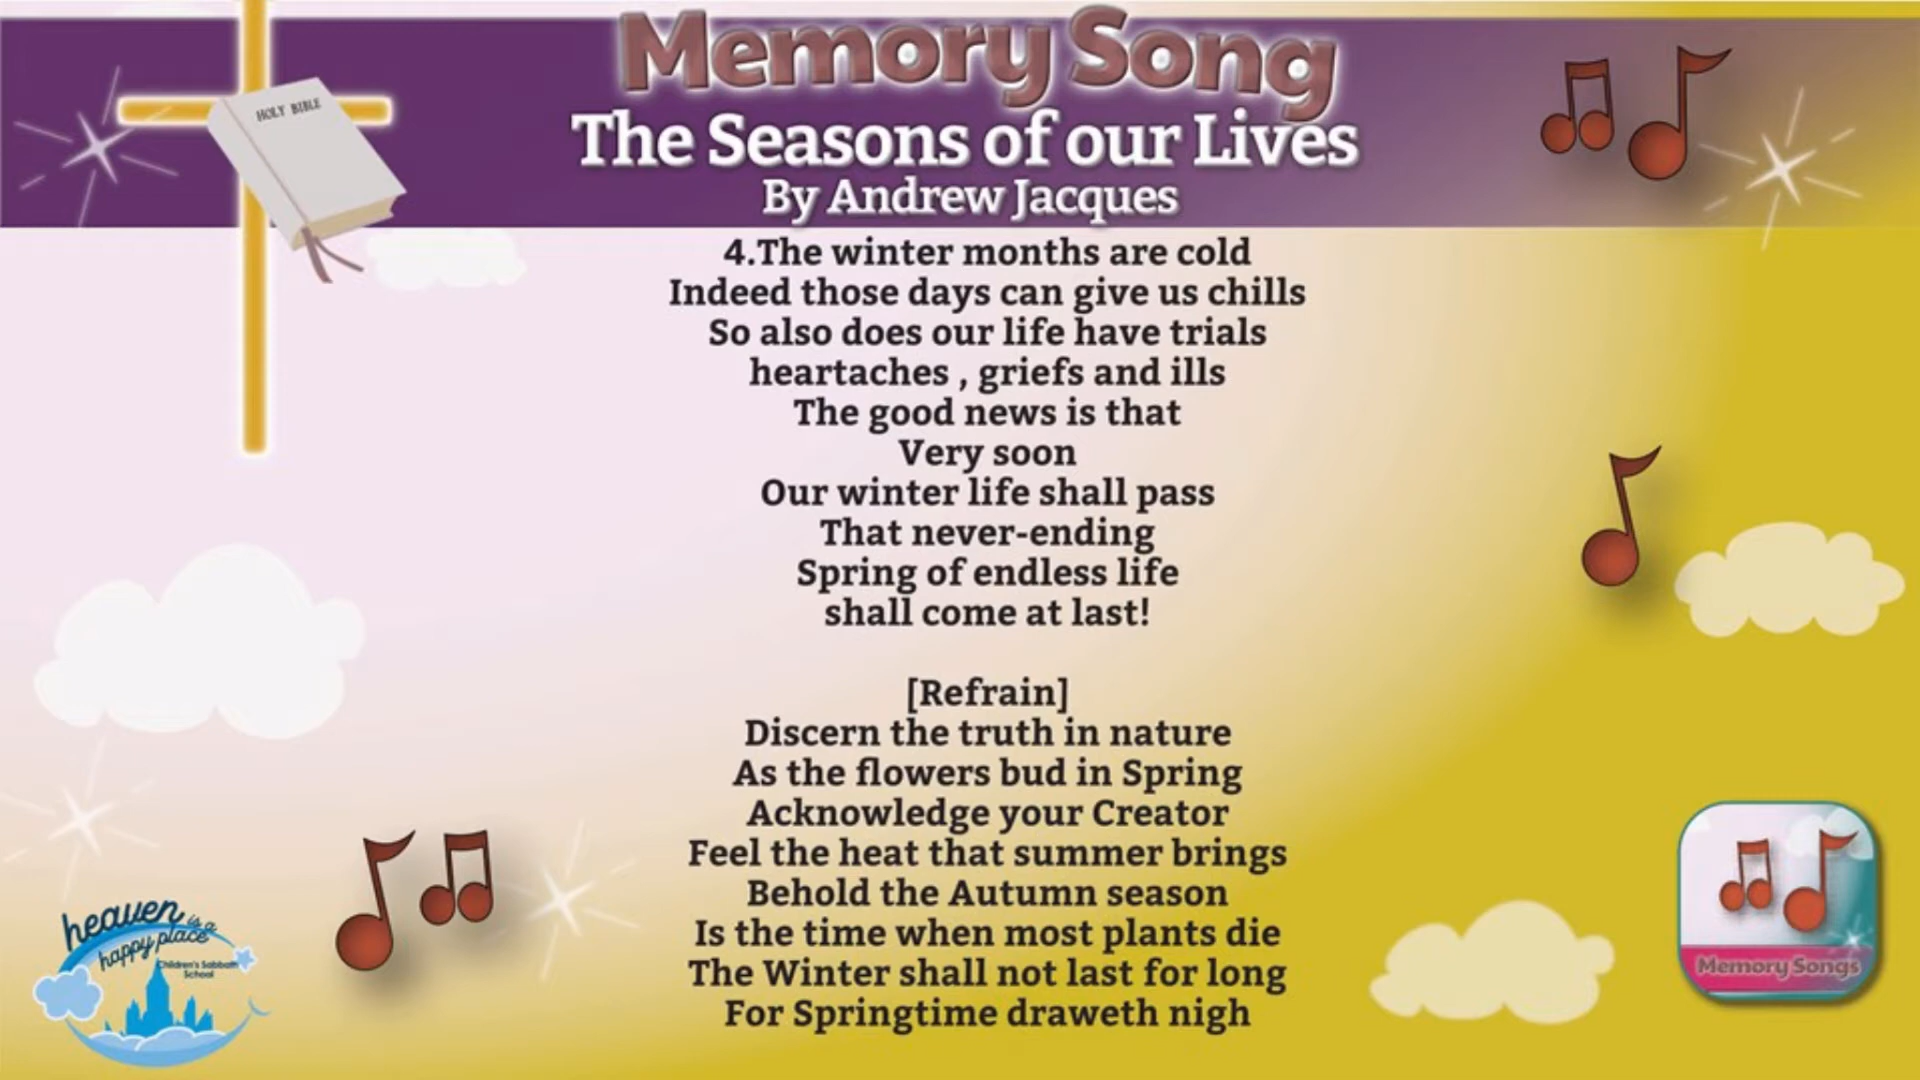 Memory Song
The Seasons of our Lives
By Andrew Jacques
HOLY BIBLE
4.The winter months are cold
Indeed those days can give us chills
So also does our life have trials
heartaches , griefs and ills
The good news is that
Very soon
Our winter life shall pass
That never-ending
Spring of endless life
shall come at last!
[Refrain]
Discern the truth in nature
As the flowers bud in Spring
Acknowledge your Creator
Feel the heat that summer brings
Behold the Autumn season
Is the time when most plants die
The Winter shall not last for long
For Springtime draweth nigh
heaven is a
happy place
Children's Sabbath
School
Memory Songs